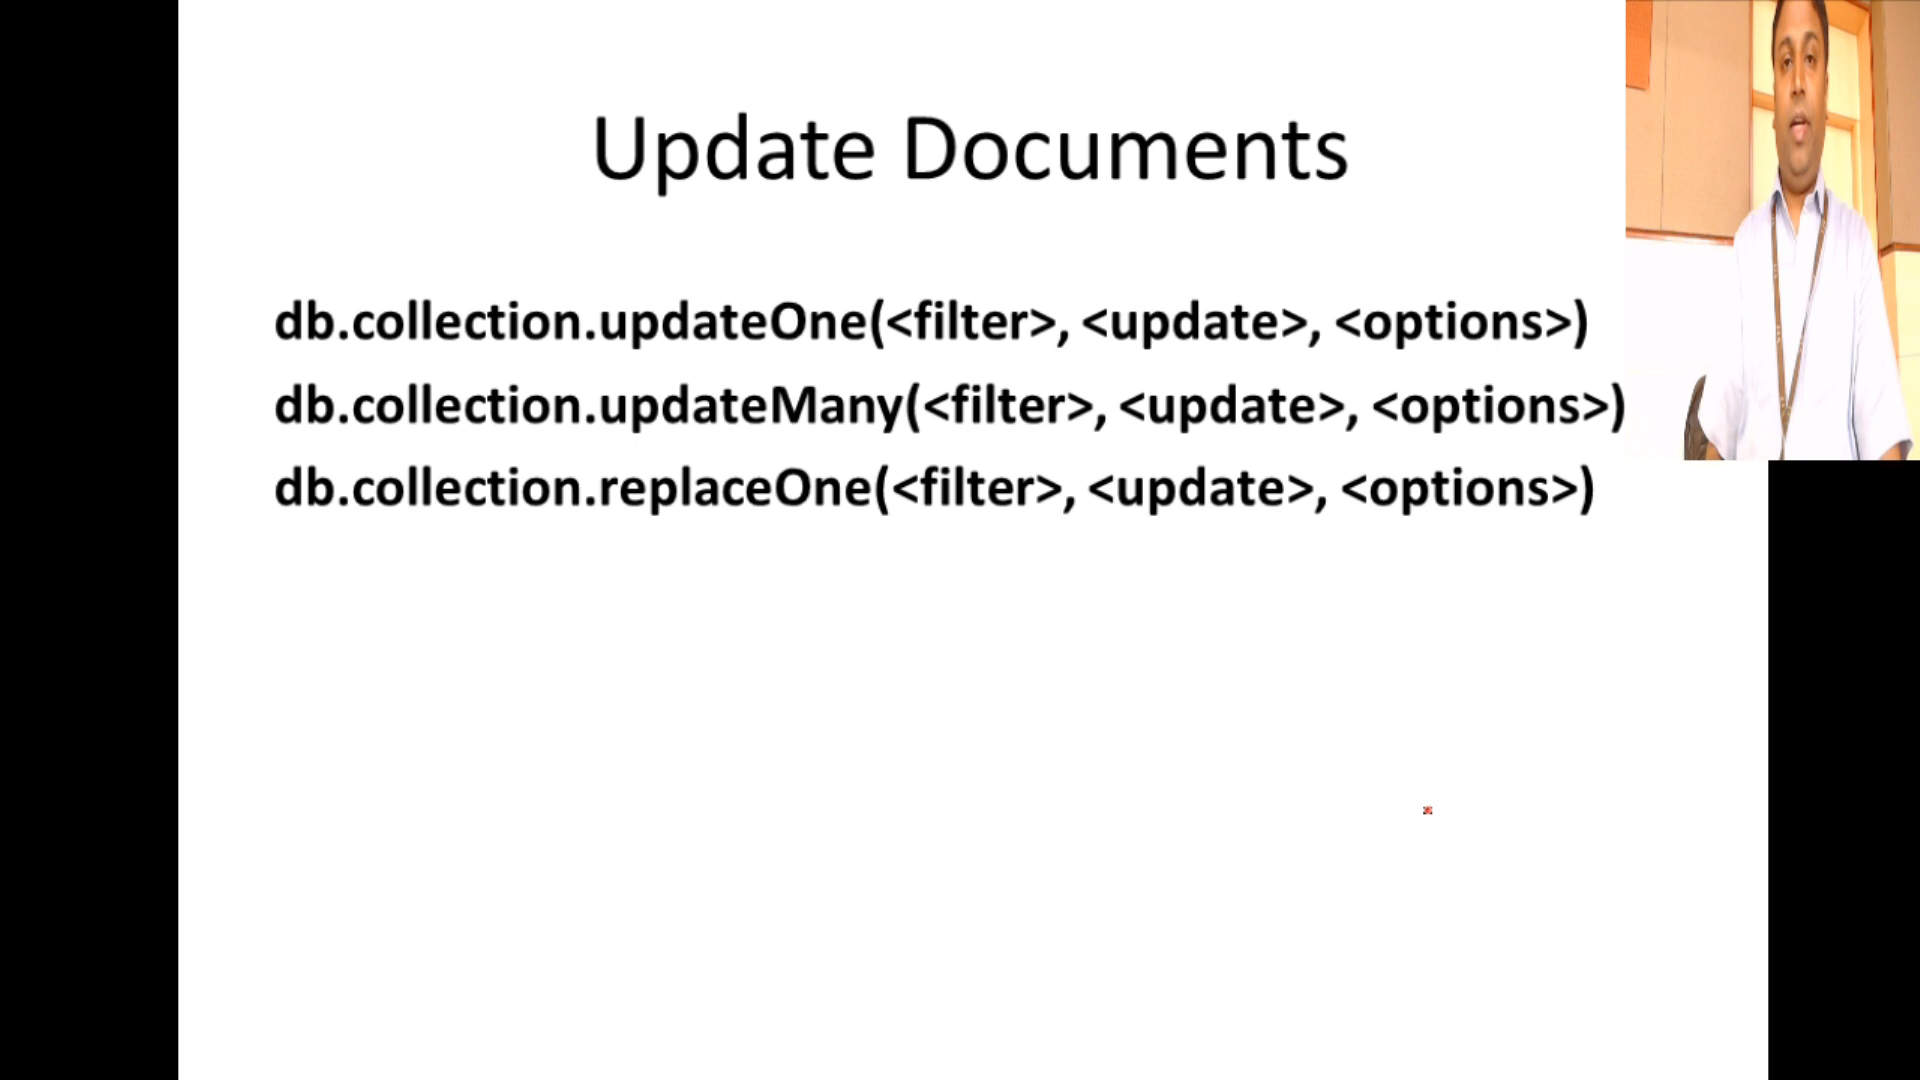 Update Documents
db.collection.updateOne(<filter>, <update>, <options>)
db.collection.updateMany(<filter>, <update>, <options>)
db.collection.replaceOne(<filter>, <update>, <options>)